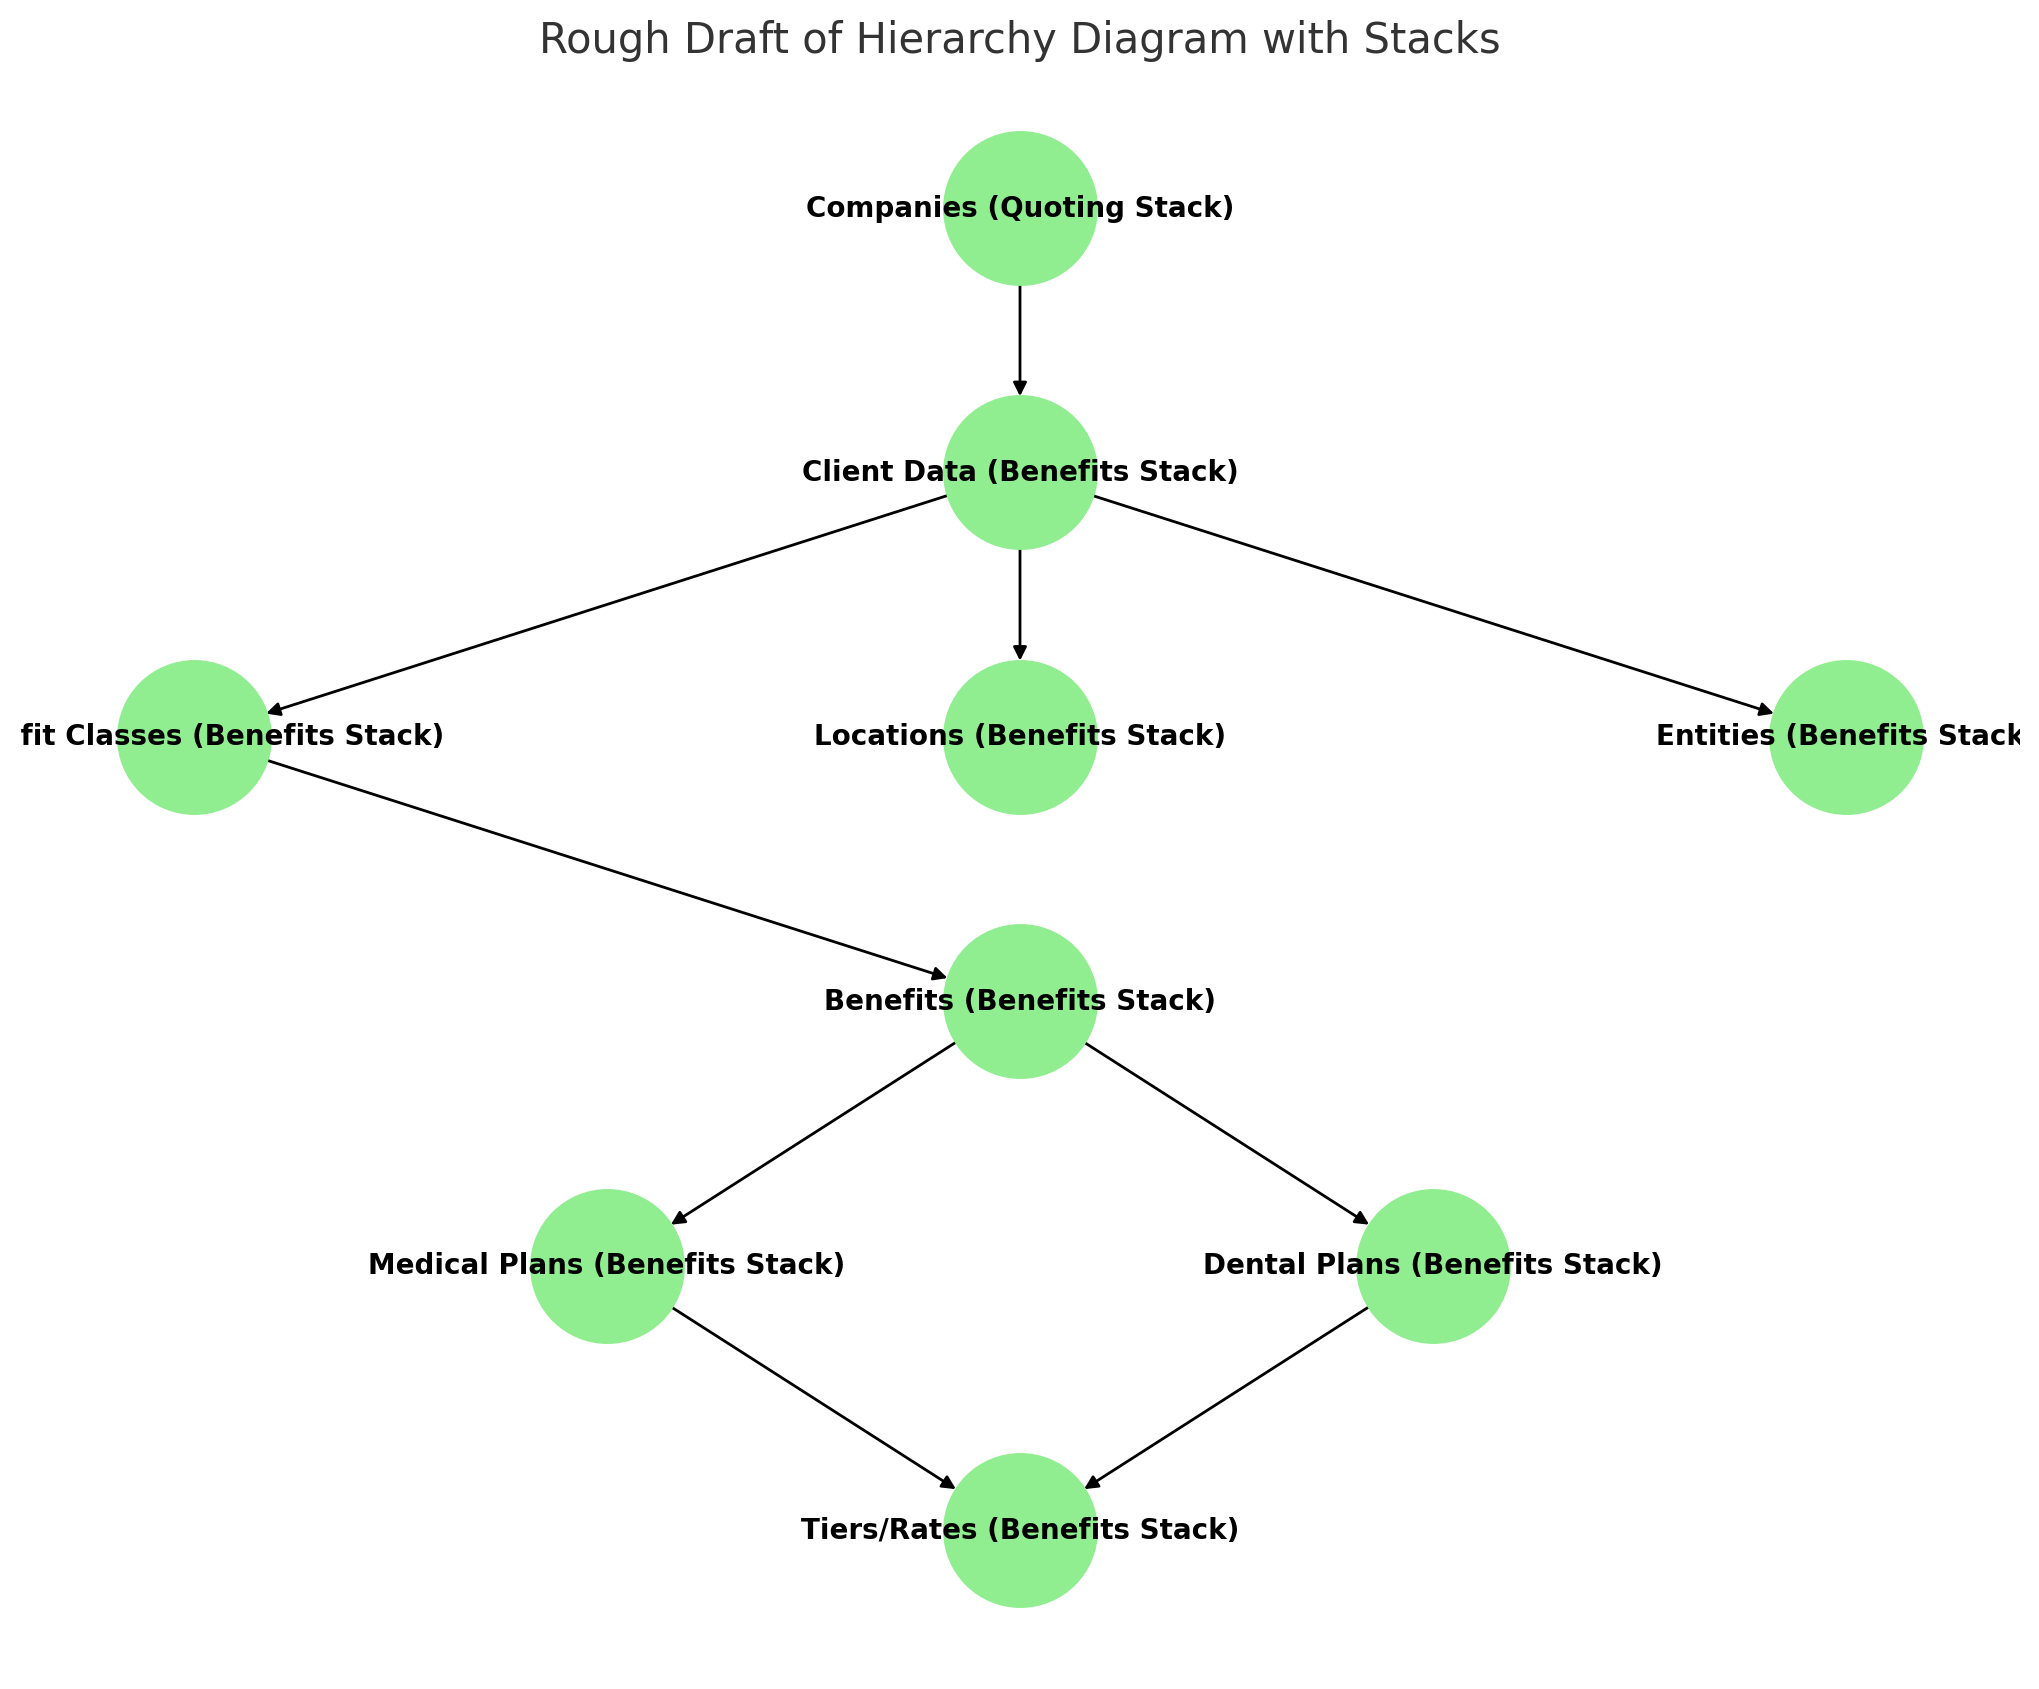 Rough Draft of Hierarchy Diagram with Stacks
Companies (Quoting Stack)
Client Data (Benefits Stack)
fit Classes (Benefits Stack)
Locations (Benefits Stack)
Entities (Benefits Stack
Benefits (Benefits Stack)
Medical Plans (Benefits Stack)
Dental Plans (Benefits Stack)
Tiers/Rates (Benefits Stack)